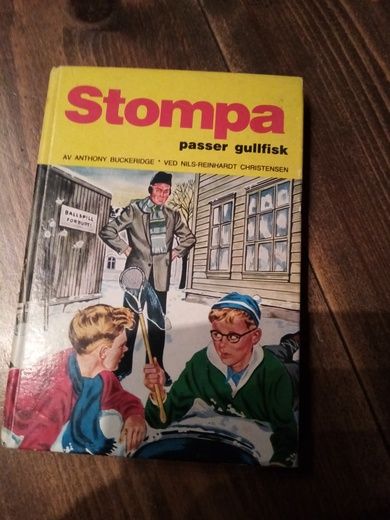 Stompa
passer gullfisk
AV ANTHONY BUCKERIDGE * VED NILS-REINHARDT CHRISTENSEN
BALLSPILL
FORBUDT